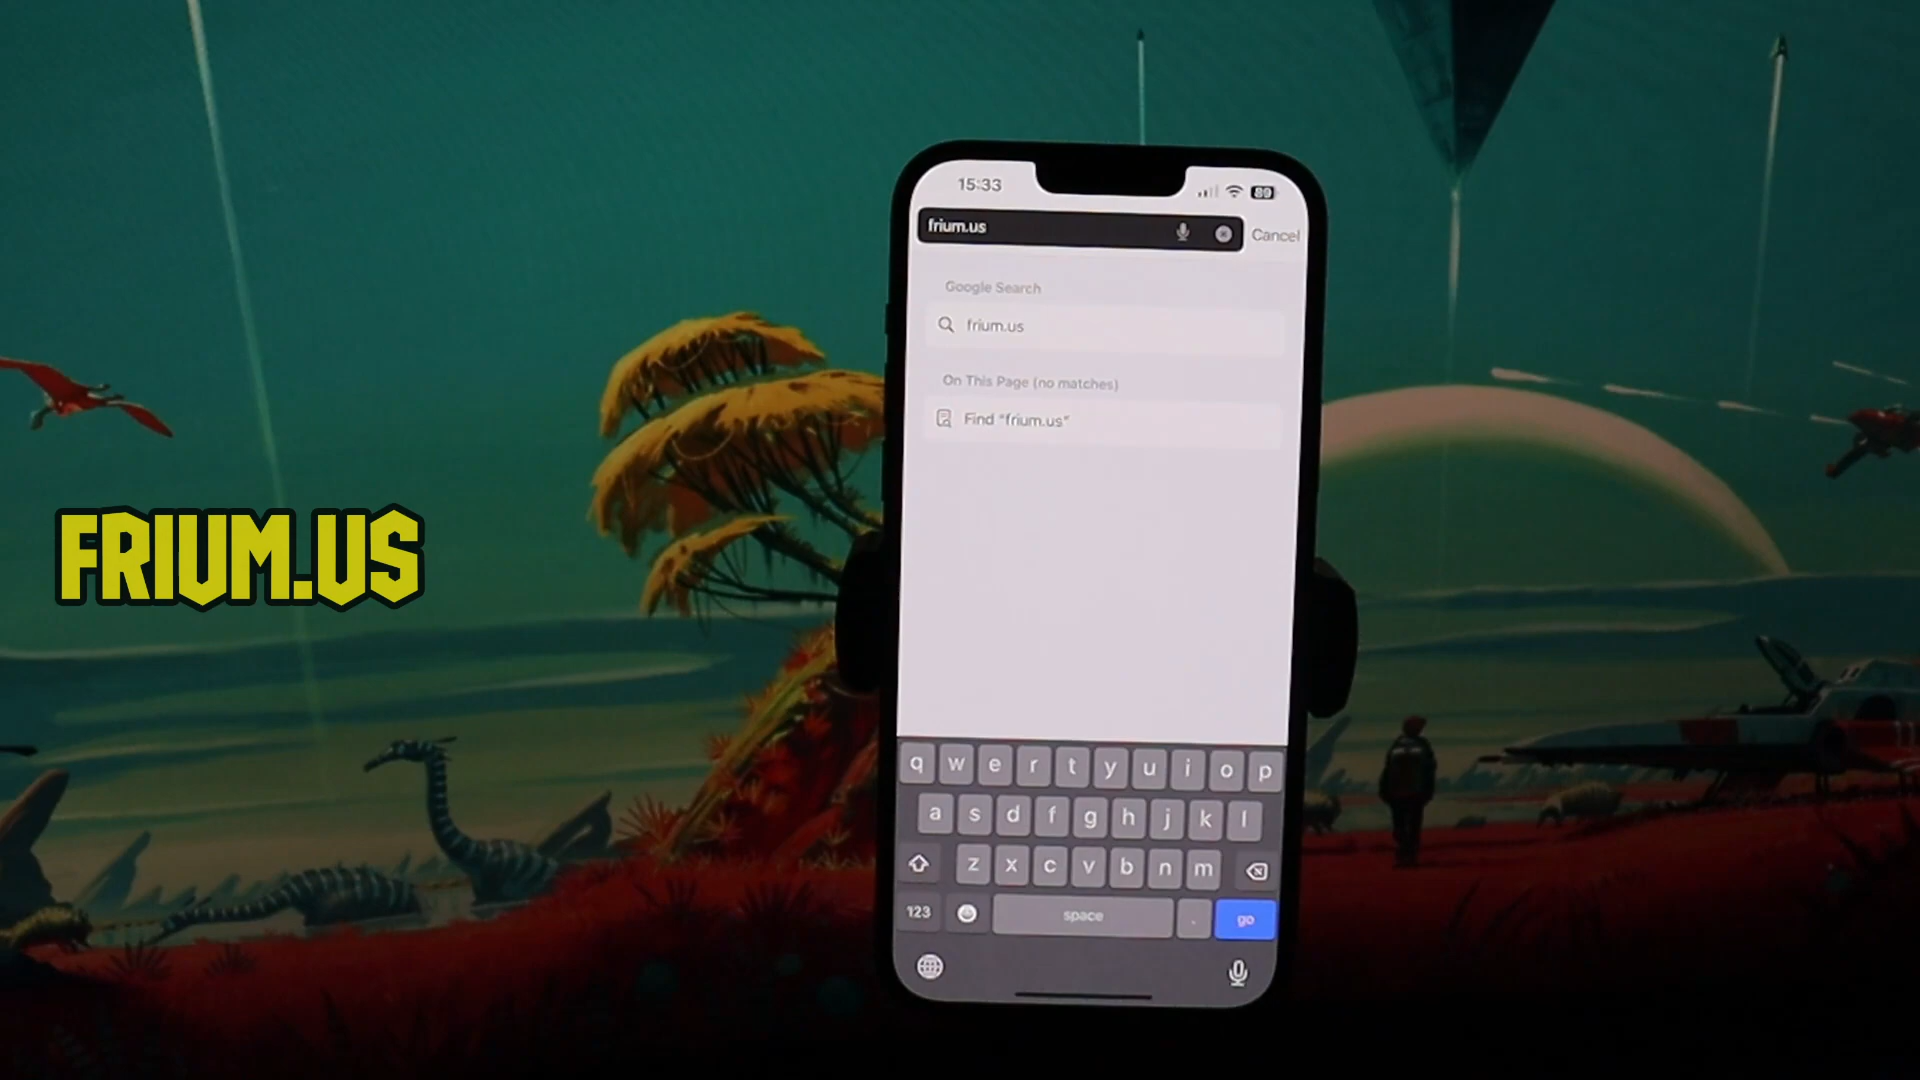 15:33
89
frium.us
Cancel
Google Search
frium.us
On This Page (no matches)
Find "frium.us"
FRIUM.US
q w e r t y u i o p
a s d f g h j k l
z x c v b n m
123 space . go